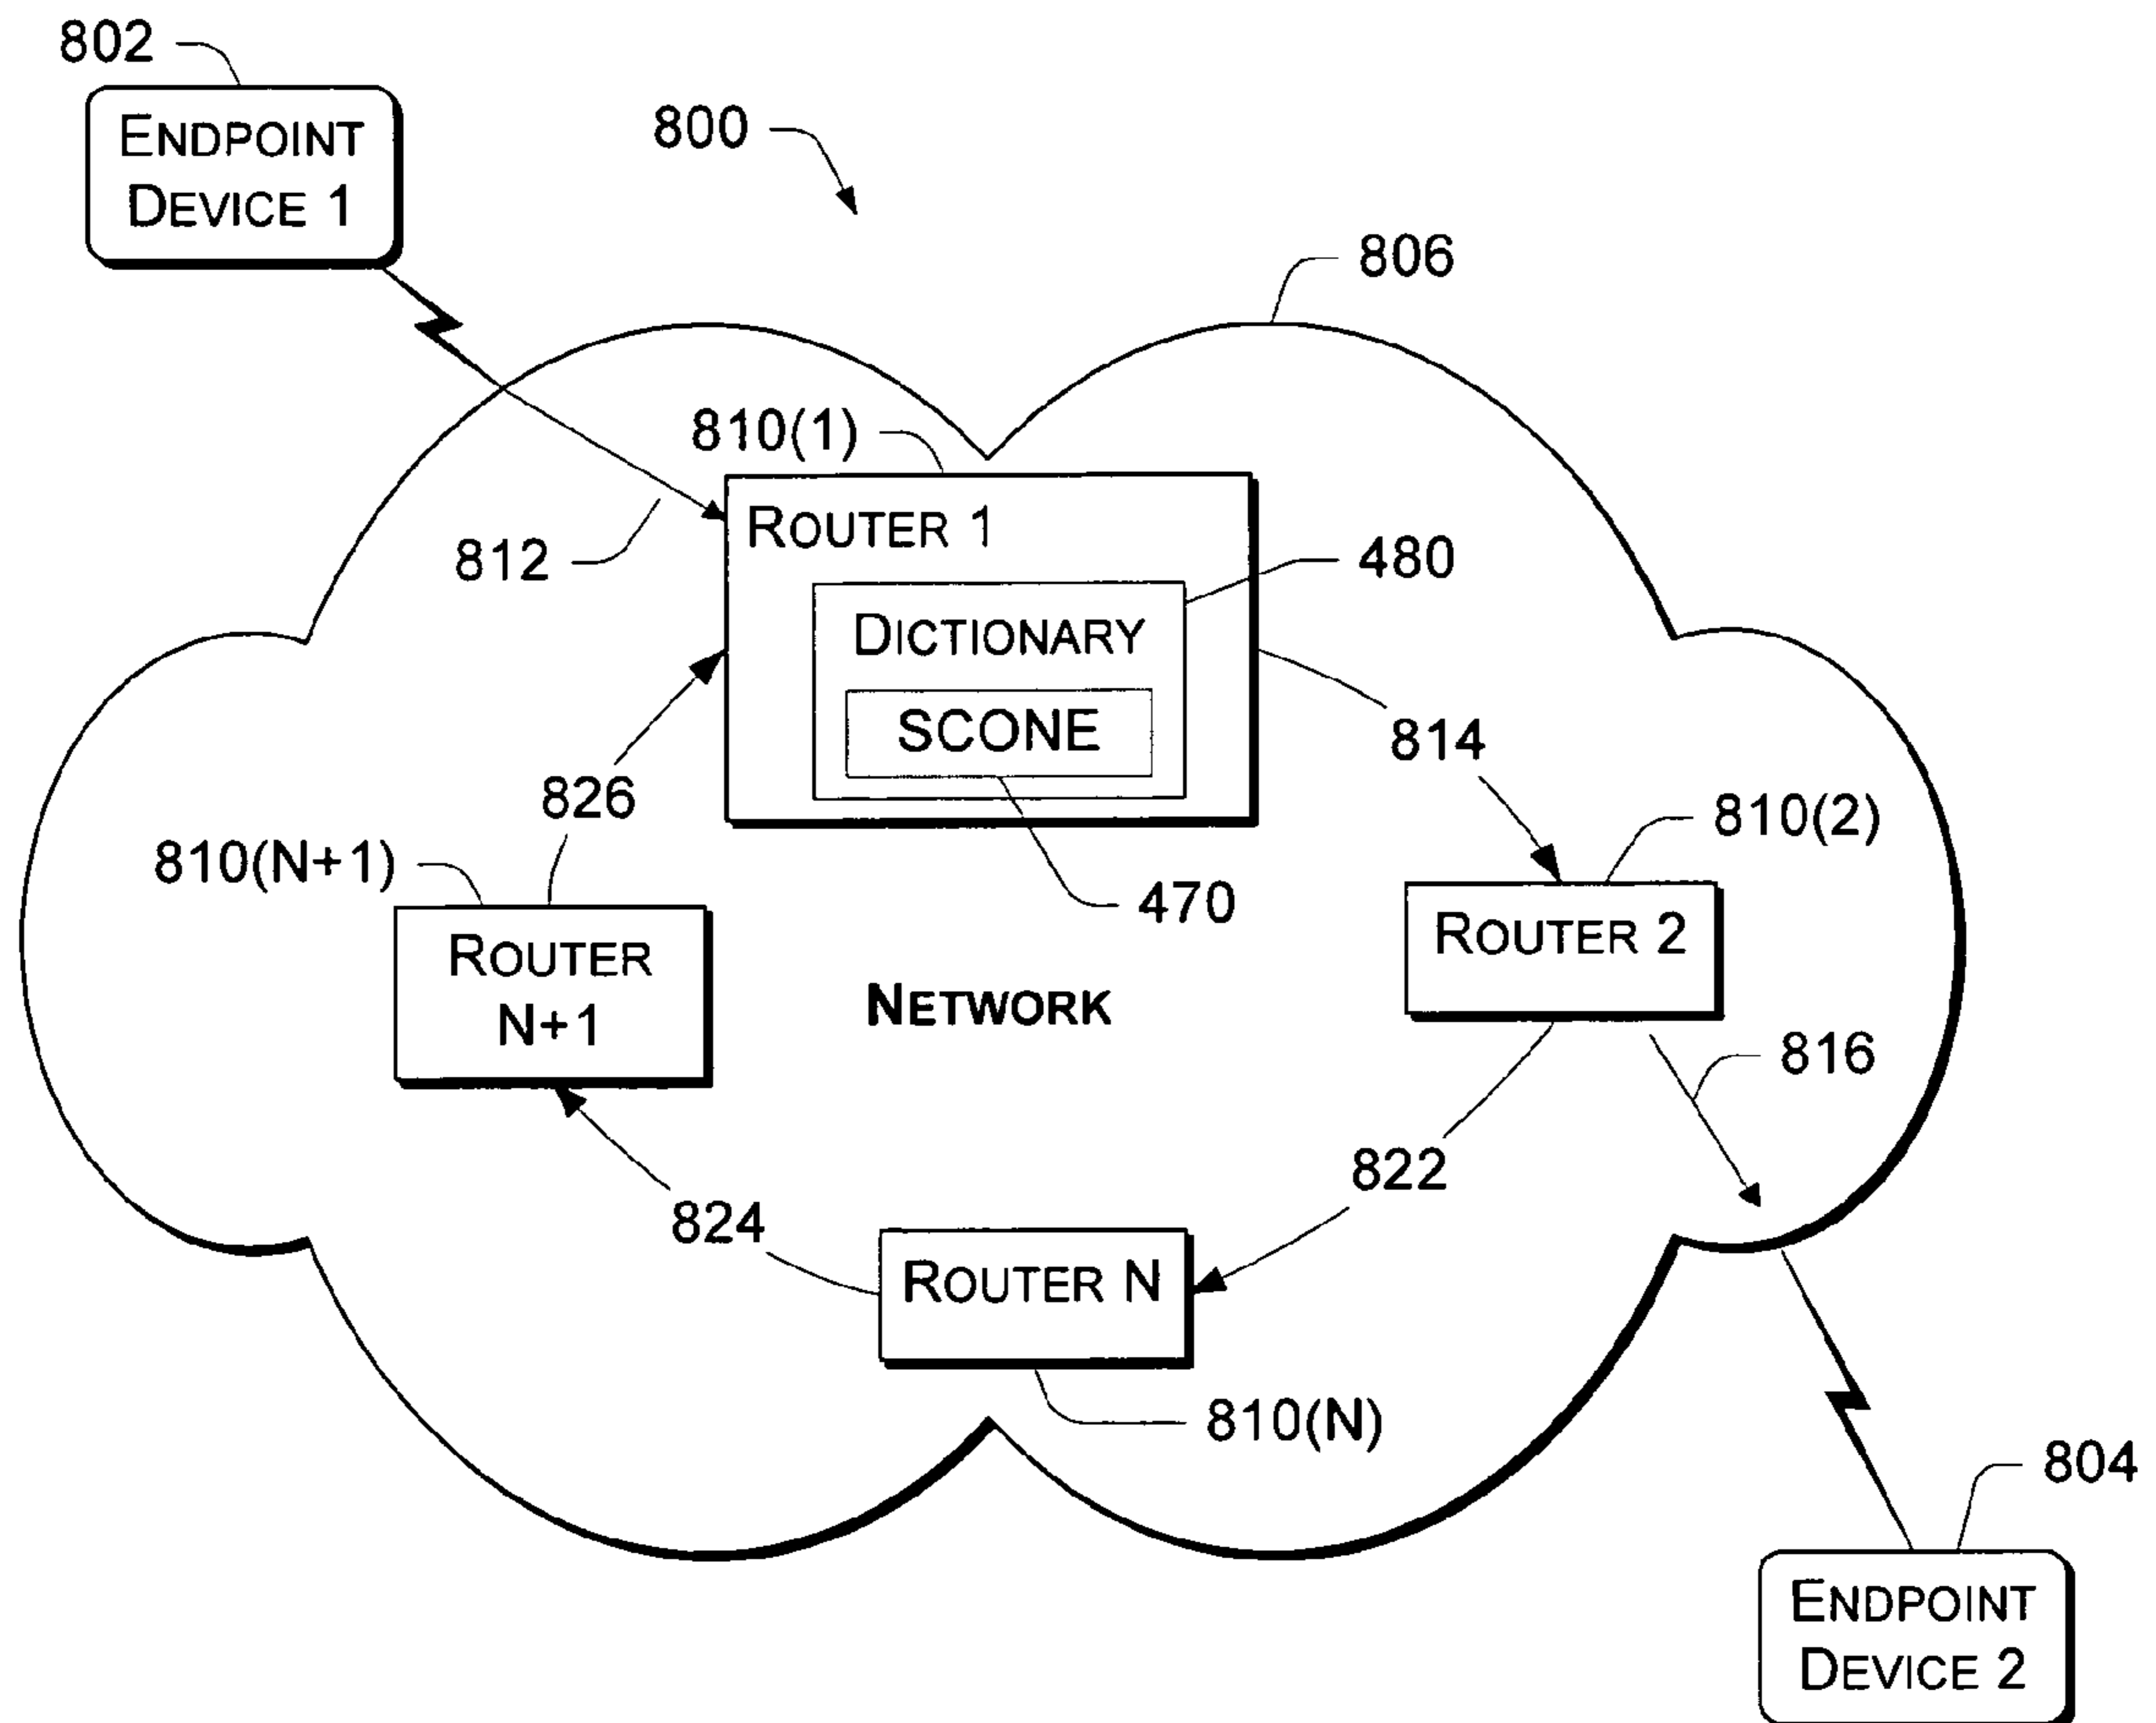 802
ENDPOINT
DEVICE 1
800
806
810(1)
ROUTER 1
812
480
DICTIONARY
SCONE
814
826
810(2)
810(N+1)
470
ROUTER 2
ROUTER
N+1
NETWORK
816
822
824
ROUTER N
810(N)
804
ENDPOINT
DEVICE 2